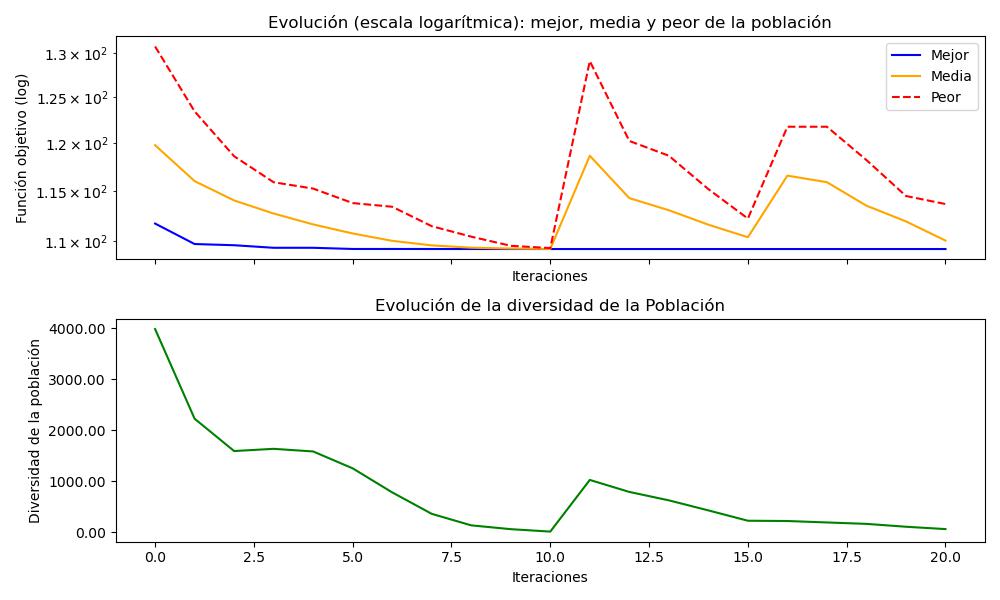 Evolución (escala logarítmica): mejor, media y peor de la población
Función objetivo (log)
1.3 × 10²
1.25 × 10²
1.2 × 10²
1.15 × 10²
1.1 × 10²
Mejor
Media
Peor
Iteraciones
Evolución de la diversidad de la Población
Diversidad de la población
4000.00
3000.00
2000.00
1000.00
0.00
0.0 2.5 5.0 7.5 10.0 12.5 15.0 17.5 20.0
Iteraciones